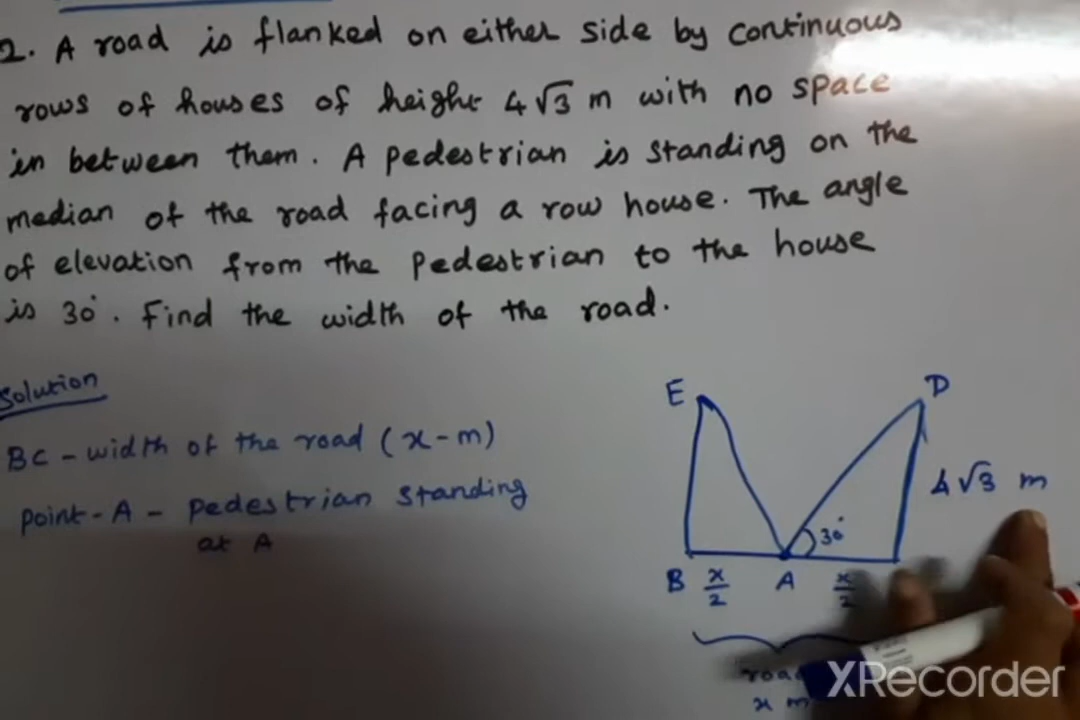 2. A road is flanked on either side by continuous
rows of houses of height 4√3 m with no space
in between them. A pedestrian is standing on the
median of the road facing a row house. The angle
of elevation from the pedestrian to the house
is 30°. Find the width of the road.
Solution
BC - width of the road (x - m)
Point - A - Pedestrian standing
at A
E
D
4√3 m
30°
B x/2 A x/2
x m
XRecorder